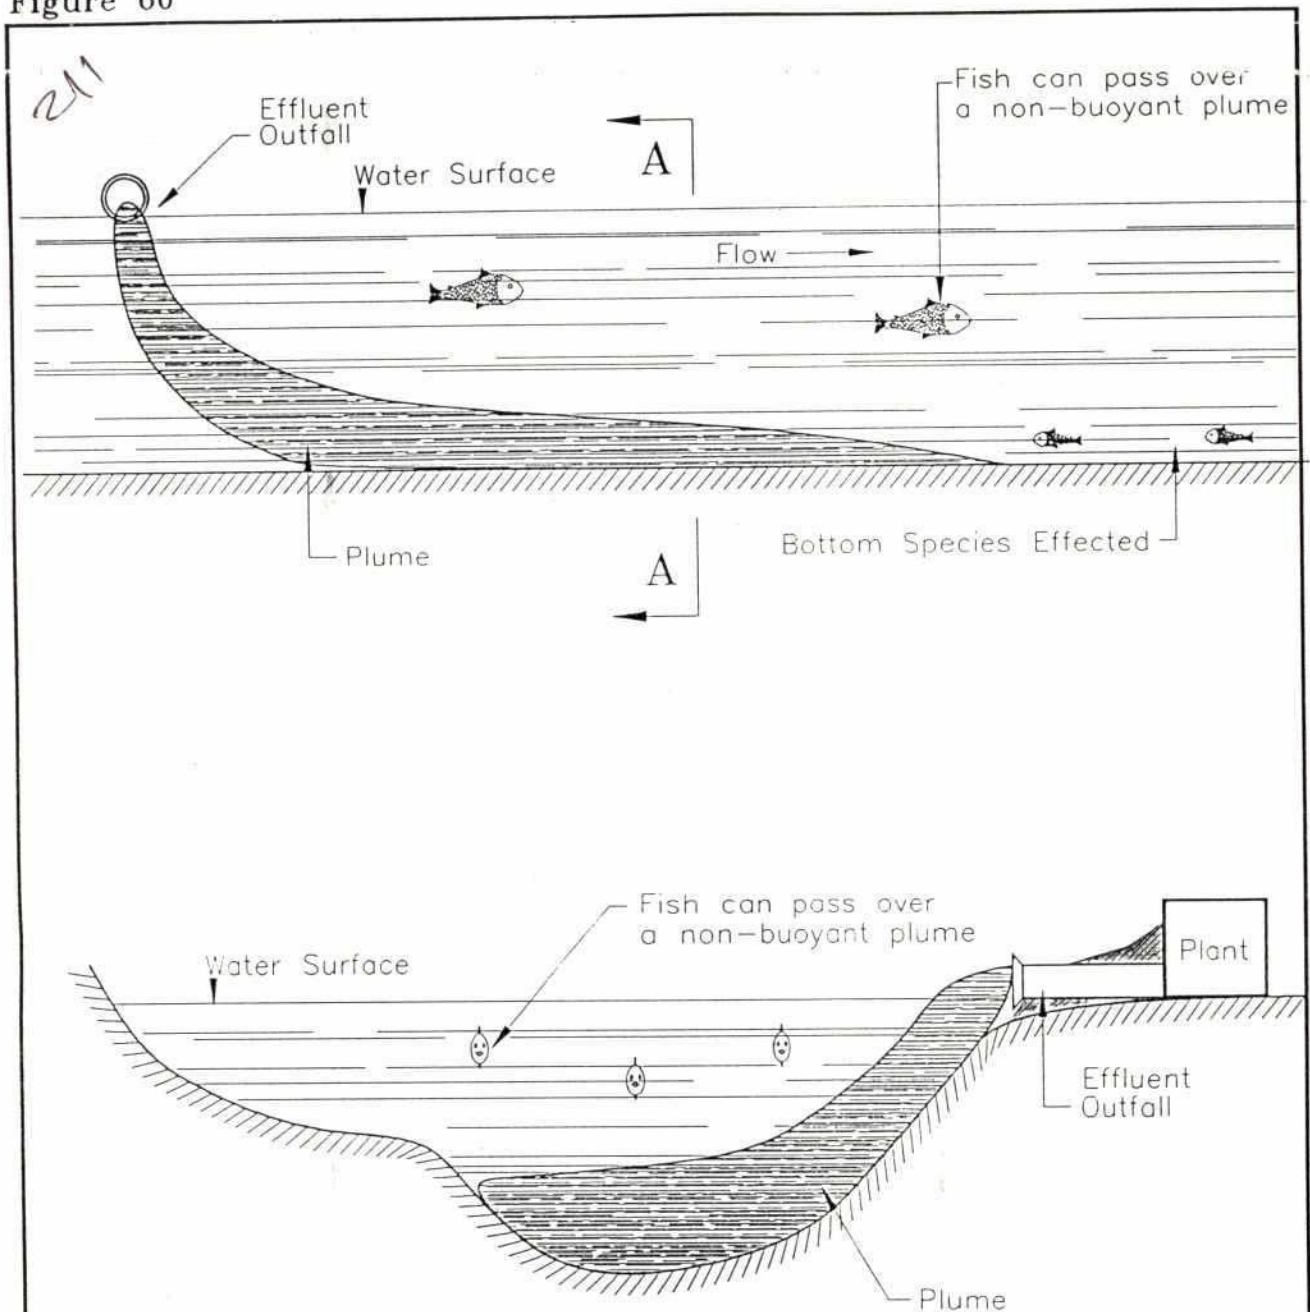 Figure 60
211
Effluent
Outfall
Fish can pass over
a non-buoyant plume
A
Water Surface
Flow
Plume
Bottom Species Effected
A
Fish can pass over
a non-buoyant plume
Water Surface
Plant
Effluent
Outfall
Plume